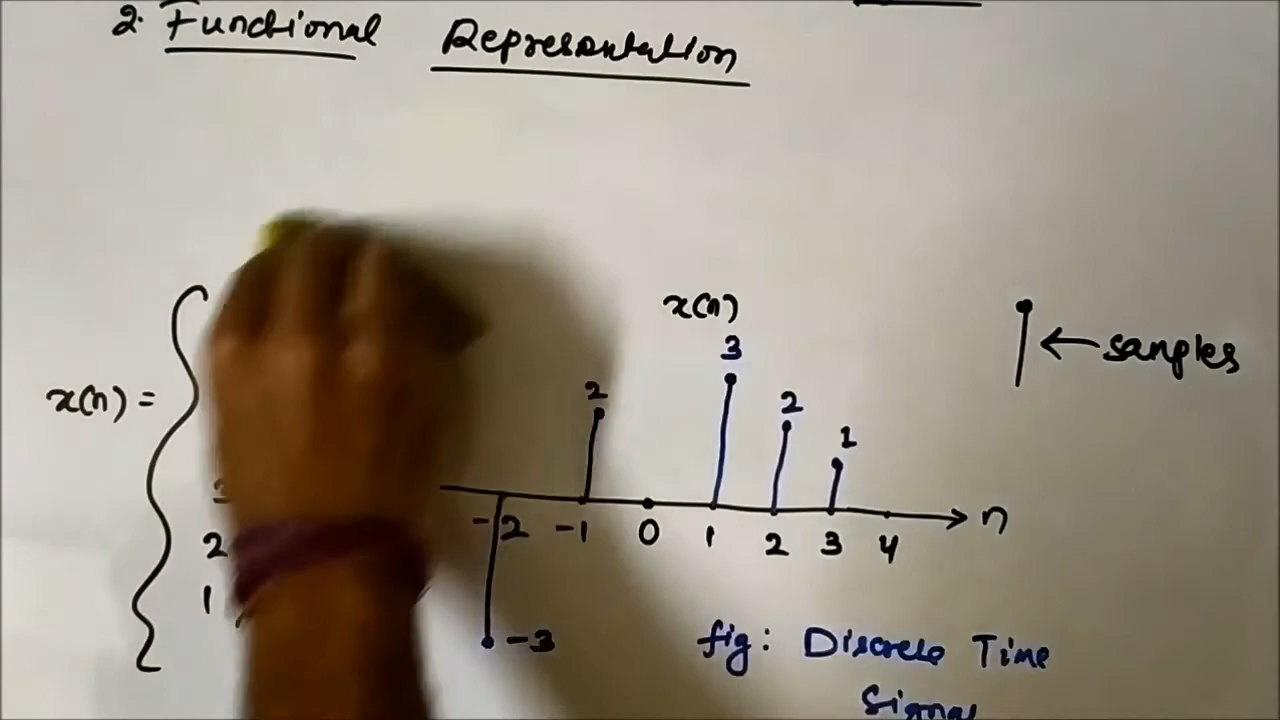 2. Functional Representation
x(n)
3
2
2
1
samples
x(n) =
2
1
-2 -1 0 1 2 3 4 n
-3
fig: Discrete Time
Signal